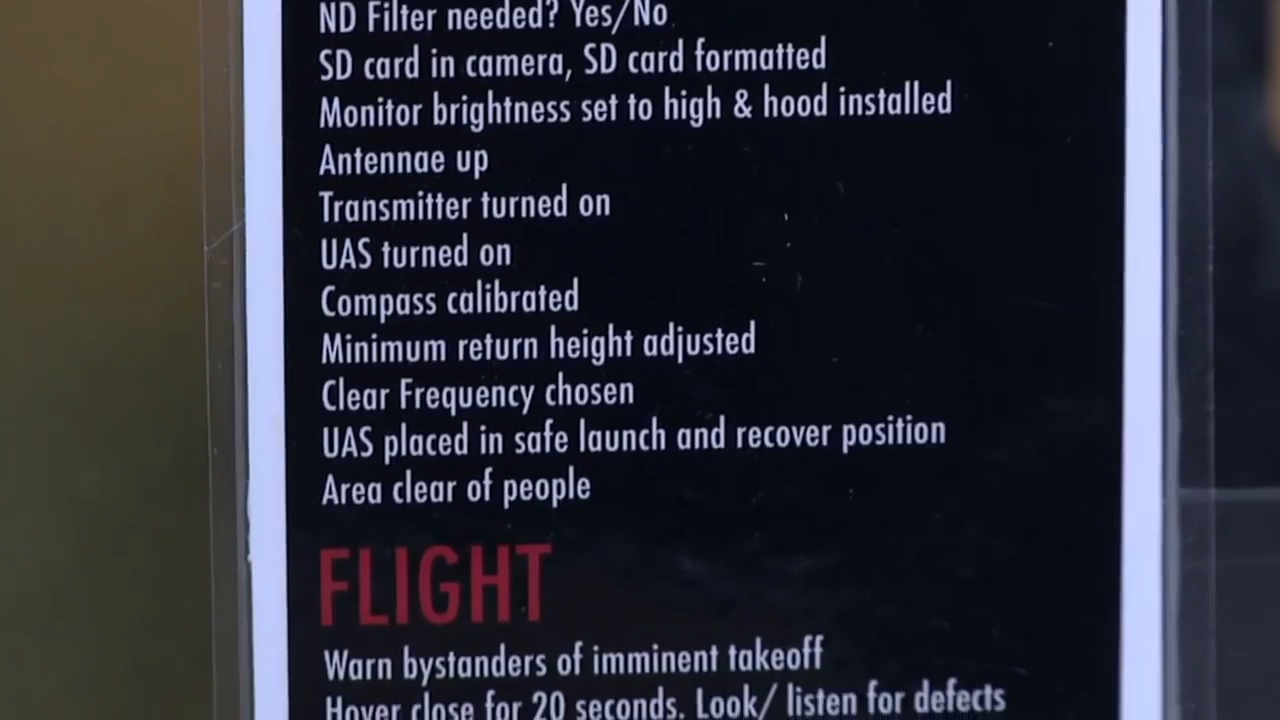 ND Filter needed? Yes/No
SD card in camera, SD card formatted
Monitor brightness set to high & hood installed
Antennae up
Transmitter turned on
UAS turned on
Compass calibrated
Minimum return height adjusted
Clear Frequency chosen
UAS placed in safe launch and recover position
Area clear of people
FLIGHT
Warn bystanders of imminent takeoff
Hover close for 20 seconds. Look/ listen for defects